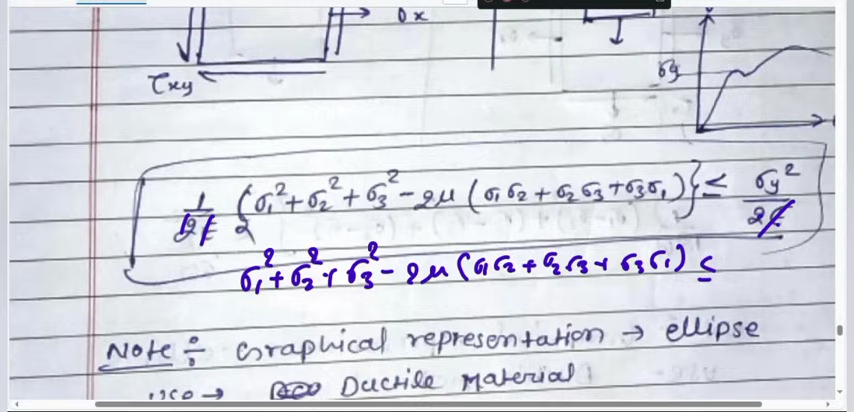 σx
τxy
σy
1/2E {σ₁² + σ₂² + σ₃² - 2μ (σ₁σ₂ + σ₂σ₃ + σ₃σ₁)} ≤ σy²/2E
σ₁² + σ₂² + σ₃² - 2μ (σ₁σ₂ + σ₂σ₃ + σ₃σ₁) ≤
Note ÷ Graphical representation → ellipse
Ductile Material